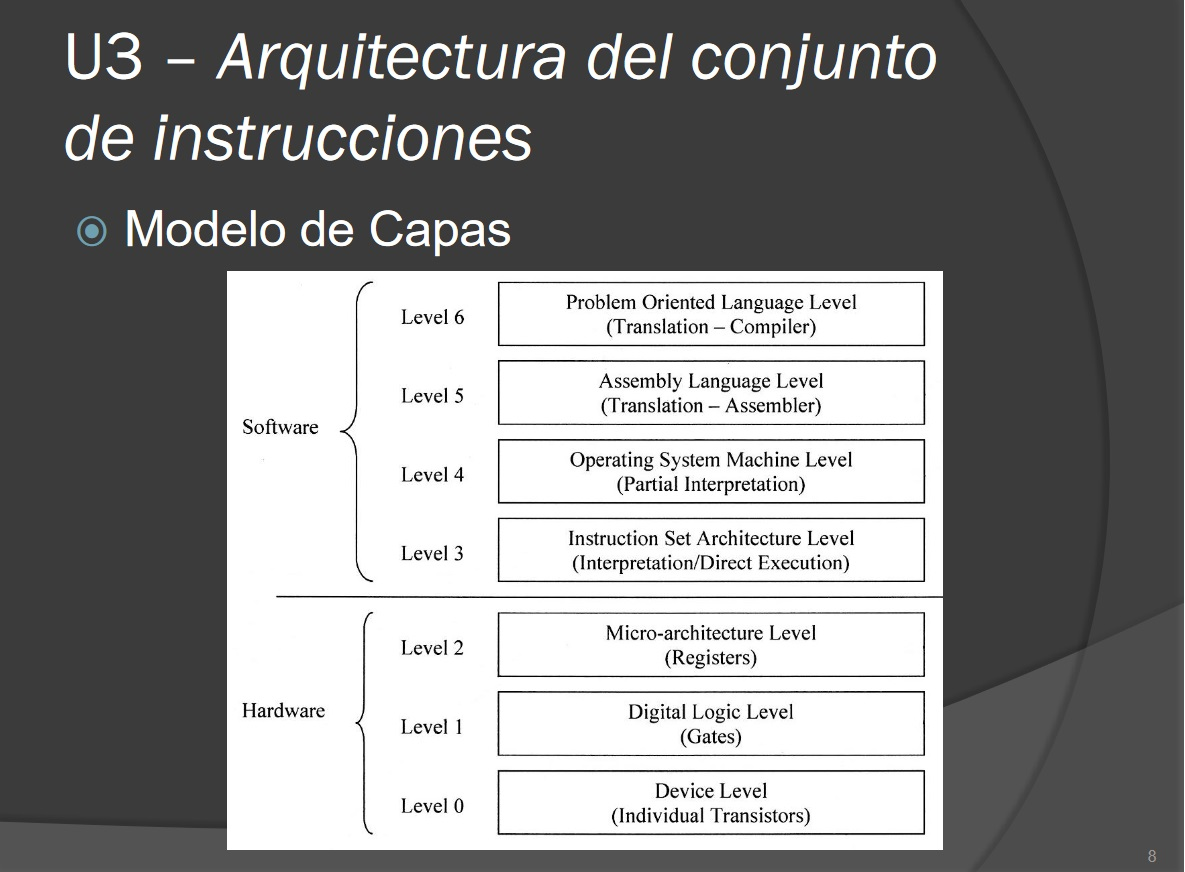 U3 – Arquitectura del conjunto
de instrucciones
Modelo de Capas
Software
Level 6
Problem Oriented Language Level
(Translation – Compiler)
Level 5
Assembly Language Level
(Translation – Assembler)
Level 4
Operating System Machine Level
(Partial Interpretation)
Level 3
Instruction Set Architecture Level
(Interpretation/Direct Execution)
Hardware
Level 2
Micro-architecture Level
(Registers)
Level 1
Digital Logic Level
(Gates)
Level 0
Device Level
(Individual Transistors)
8